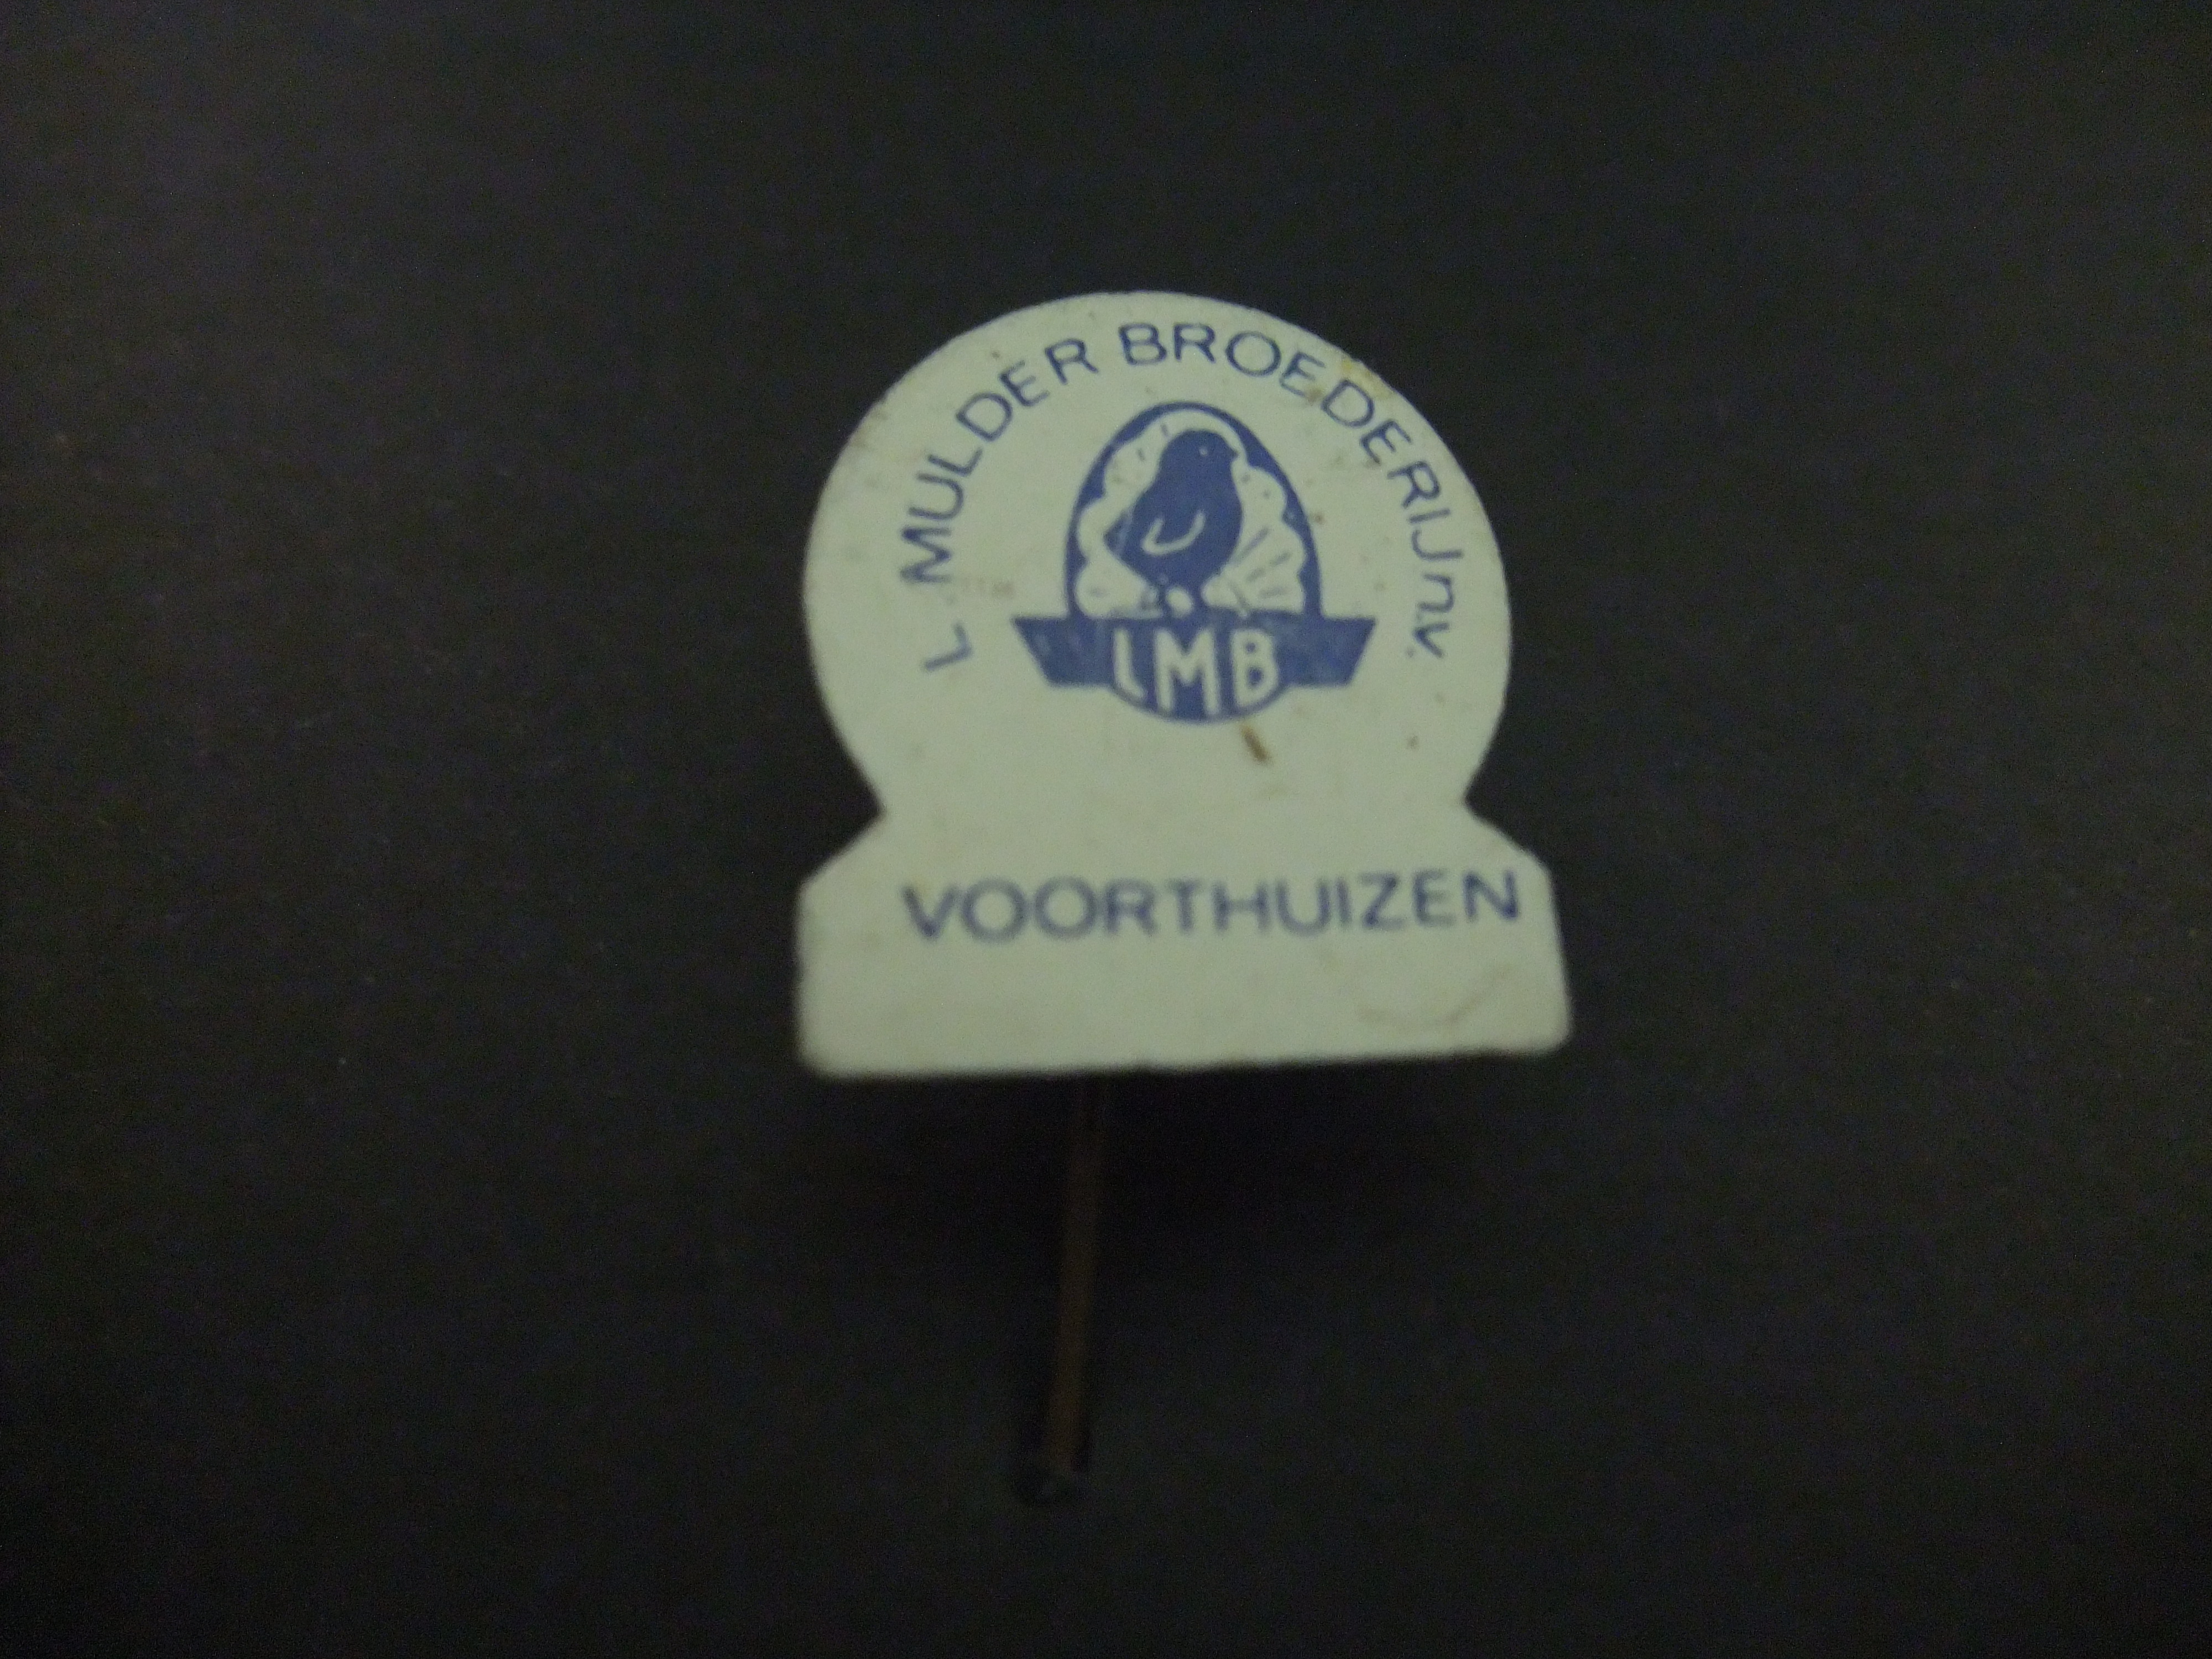 L. MULDER BROEDERIJ n.v.
LMB
VOORTHUIZEN